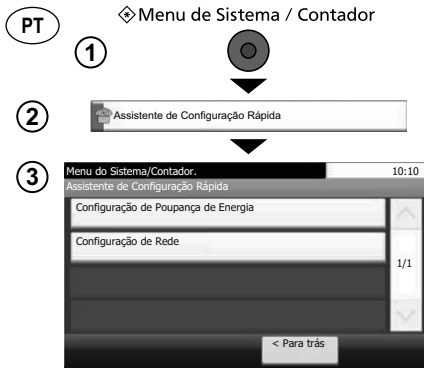 PT
Menu de Sistema / Contador
1
2
Assistente de Configuração Rápida
3
Menu do Sistema/Contador.
10:10
Assistente de Configuração Rápida
Configuração de Poupança de Energia
Configuração de Rede
1/1
< Para trás